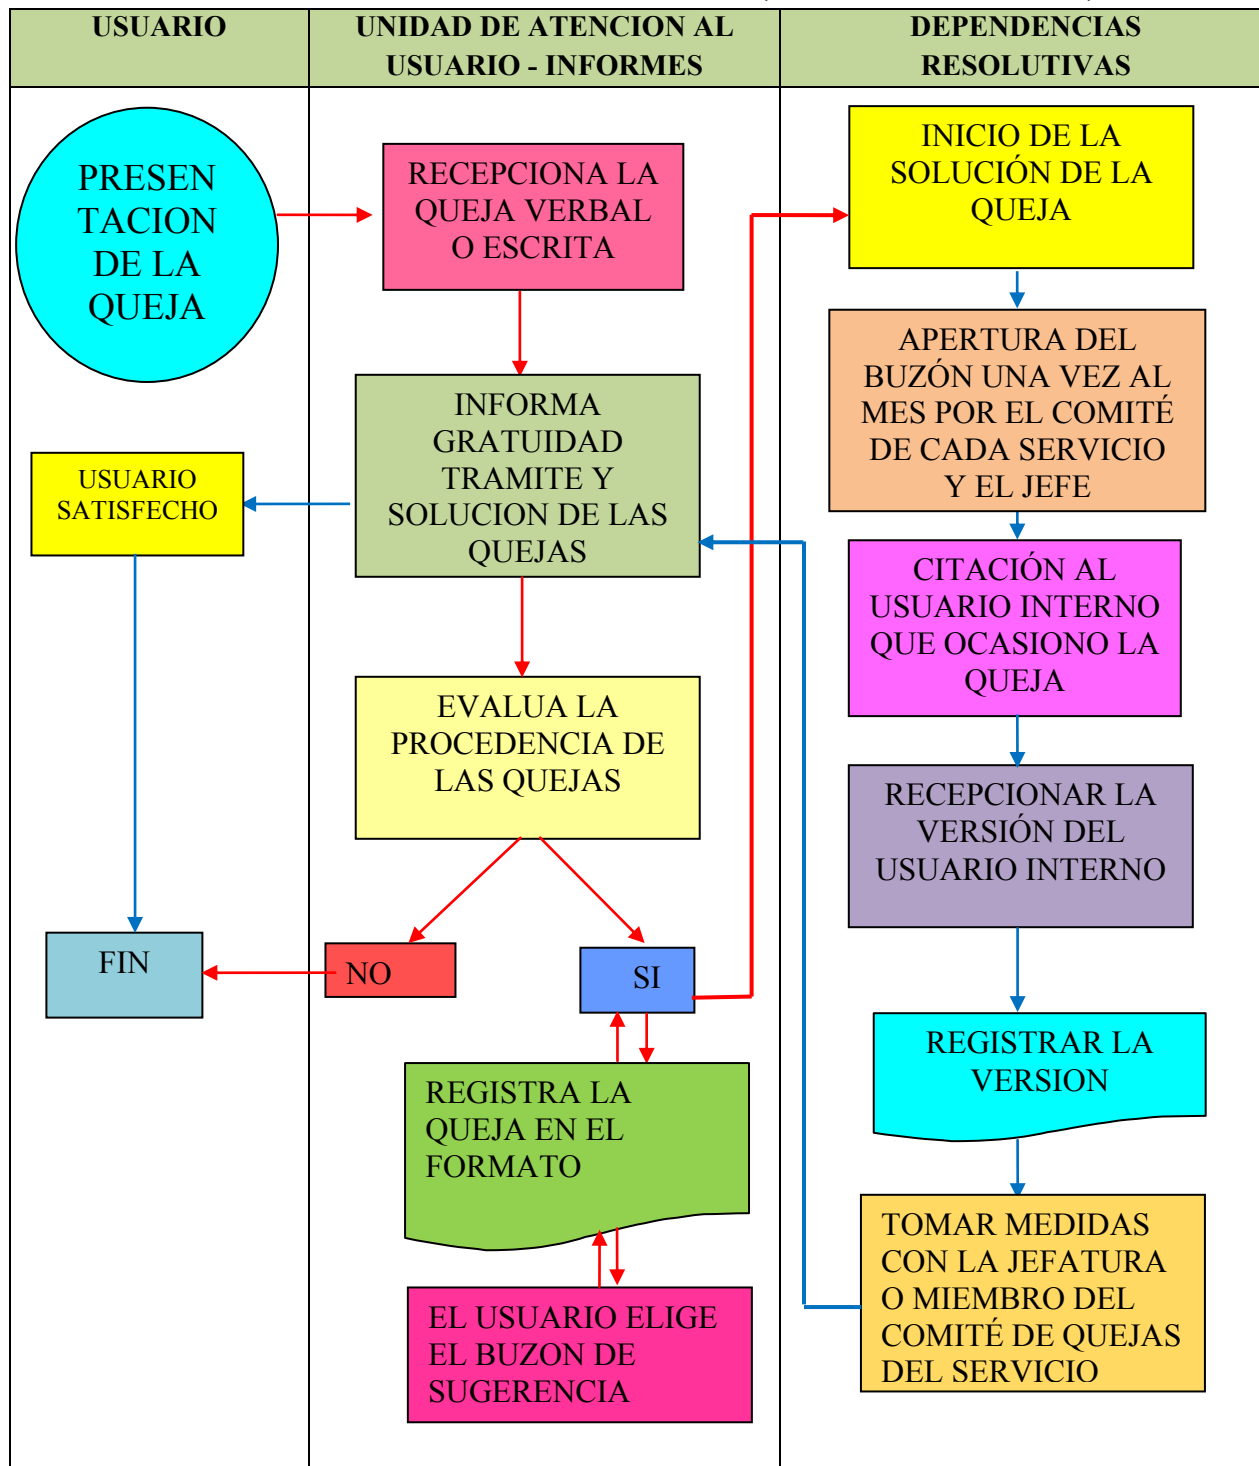 USUARIO
UNIDAD DE ATENCION AL
USUARIO - INFORMES
DEPENDENCIAS
RESOLUTIVAS
PRESEN
TACION
DE LA
QUEJA
USUARIO
SATISFECHO
FIN
RECEPCIONA LA
QUEJA VERBAL
O ESCRITA
INFORMA
GRATUIDAD
TRAMITE Y
SOLUCION DE LAS
QUEJAS
EVALUA LA
PROCEDENCIA DE
LAS QUEJAS
NO
SI
REGISTRA LA
QUEJA EN EL
FORMATO
EL USUARIO ELIGE
EL BUZON DE
SUGERENCIA
INICIO DE LA
SOLUCIÓN DE LA
QUEJA
APERTURA DEL
BUZÓN UNA VEZ AL
MES POR EL COMITÉ
DE CADA SERVICIO
Y EL JEFE
CITACIÓN AL
USUARIO INTERNO
QUE OCASIONO LA
QUEJA
RECEPCIONAR LA
VERSIÓN DEL
USUARIO INTERNO
REGISTRAR LA
VERSION
TOMAR MEDIDAS
CON LA JEFATURA
O MIEMBRO DEL
COMITÉ DE QUEJAS
DEL SERVICIO